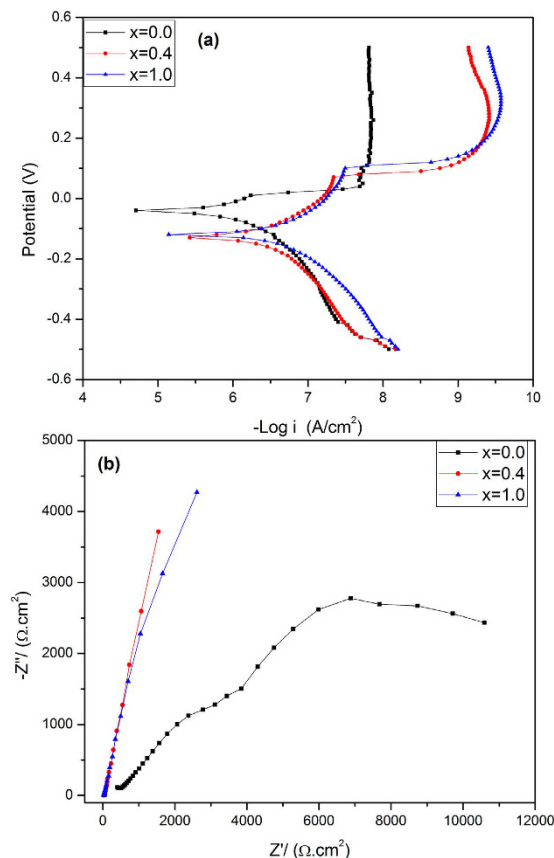 (a)
x=0.0
x=0.4
x=1.0
0.6
0.4
0.2
0.0
-0.2
-0.4
-0.6
Potential (V)
4 5 6 7 8 9 10
-Log i (A/cm²)
(b)
x=0.0
x=0.4
x=1.0
5000
4000
3000
2000
1000
0
-Z''/ (Ω.cm²)
0 2000 4000 6000 8000 10000 12000
Z'/ (Ω.cm²)